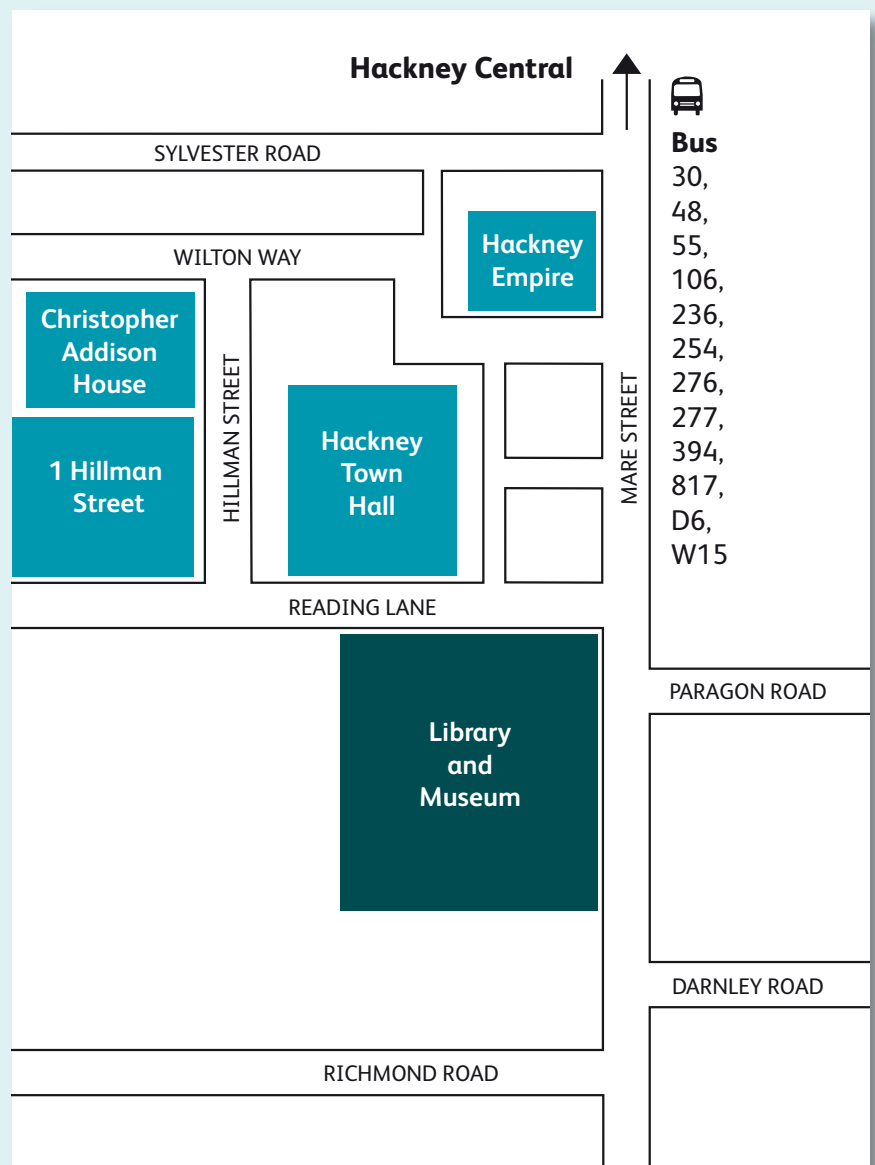 Hackney Central
Bus
30,
48,
55,
106,
236,
254,
276,
277,
394,
817,
D6,
W15
SYLVESTER ROAD
WILTON WAY
Hackney
Empire
Christopher
Addison
House
1 Hillman
Street
HILLMAN STREET
Hackney
Town
Hall
MARE STREET
READING LANE
Library
and
Museum
PARAGON ROAD
DARNLEY ROAD
RICHMOND ROAD